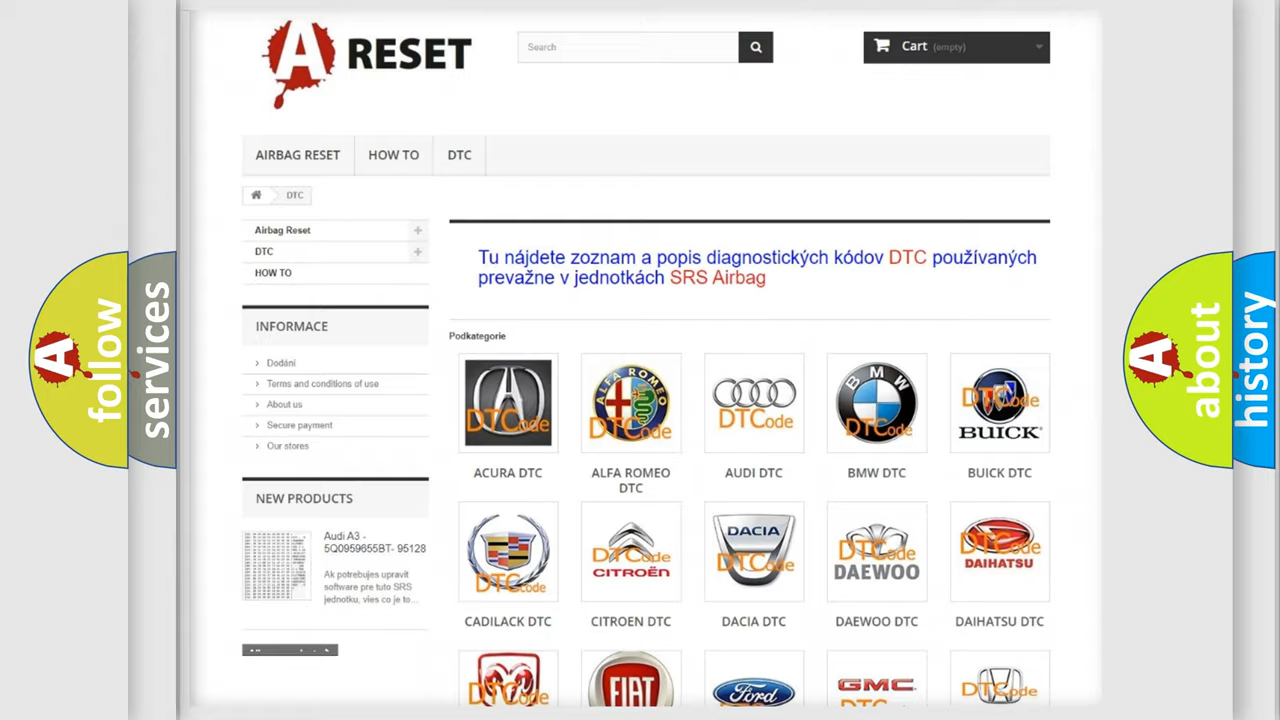 A RESET
Search
Cart (empty)
AIRBAG RESET
HOW TO
DTC
DTC
Airbag Reset
DTC
HOW TO
INFORMACE
Dodání
Terms and conditions of use
About us
Secure payment
Our stores
NEW PRODUCTS
Audi A3 -
5Q0959655BT- 95128
Ak potrebujes upravit
software pre tuto SRS
jednotku, vies co je to...
Tu nájdete zoznam a popis diagnostických kódov DTC používaných
prevažne v jednotkách SRS Airbag
Podkategorie
DTCode
ALFA ROMEO
DTCode
DTCode
BMW
DTCode
DTCode
BUICK
ACURA DTC
ALFA ROMEO
DTC
AUDI DTC
BMW DTC
BUICK DTC
DTCode
DTCode
CITROËN
DACIA
DTCode
DTCode
DAEWOO
DTCode
DAIHATSU
CADILACK DTC
CITROEN DTC
DACIA DTC
DAEWOO DTC
DAIHATSU DTC
DTCode
FIAT
Ford
GMC
DTCode
A follow
services
A about
history